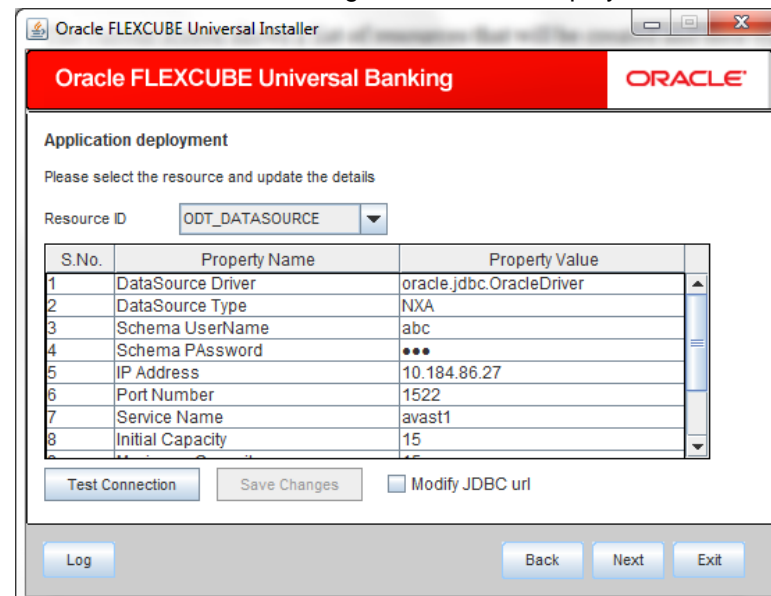 Oracle FLEXCUBE Universal Installer
Oracle FLEXCUBE Universal Banking ORACLE
Application deployment
Please select the resource and update the details
Resource ID ODT_DATASOURCE
S.No. Property Name Property Value
1 DataSource Driver oracle.jdbc.OracleDriver
2 DataSource Type NXA
3 Schema UserName abc
4 Schema PAssword •••
5 IP Address 10.184.86.27
6 Port Number 1522
7 Service Name avast1
8 Initial Capacity 15
Test Connection Save Changes Modify JDBC url
Log Back Next Exit